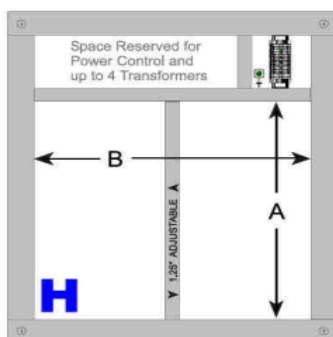 Space Reserved for
Power Control and
up to 4 Transformers
B
A
1.25" ADJUSTABLE
H